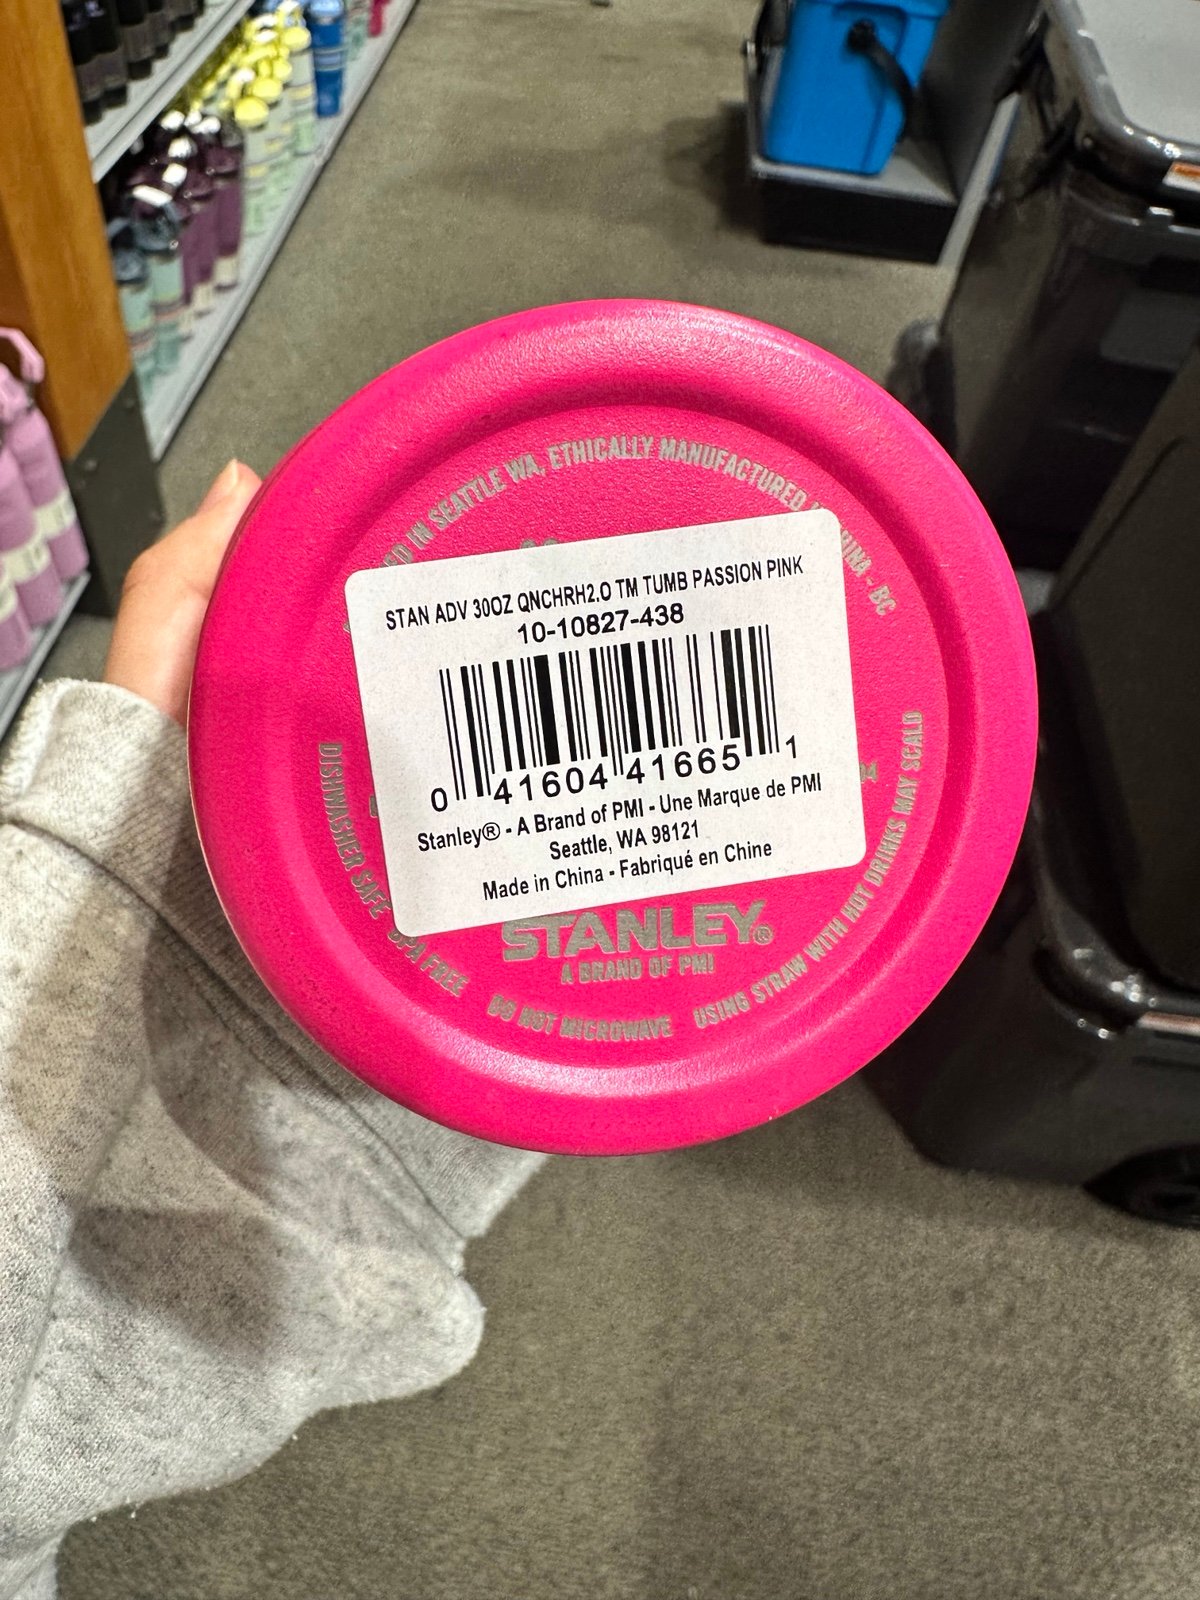 IN SEATTLE WA, ETHICALLY MANUFACTURED
- BC
STAN ADV 30OZ QNCHRH2.O TM TUMB PASSION PINK
10-10827-438
0 41604 41665 1
Stanley® - A Brand of PMI - Une Marque de PMI
Seattle, WA 98121
Made in China - Fabriqué en Chine
STANLEY®
A BRAND OF PMI
DISHWASHER SAFE BPA FREE DO NOT MICROWAVE USING STRAW WITH HOT DRINKS MAY SCALD